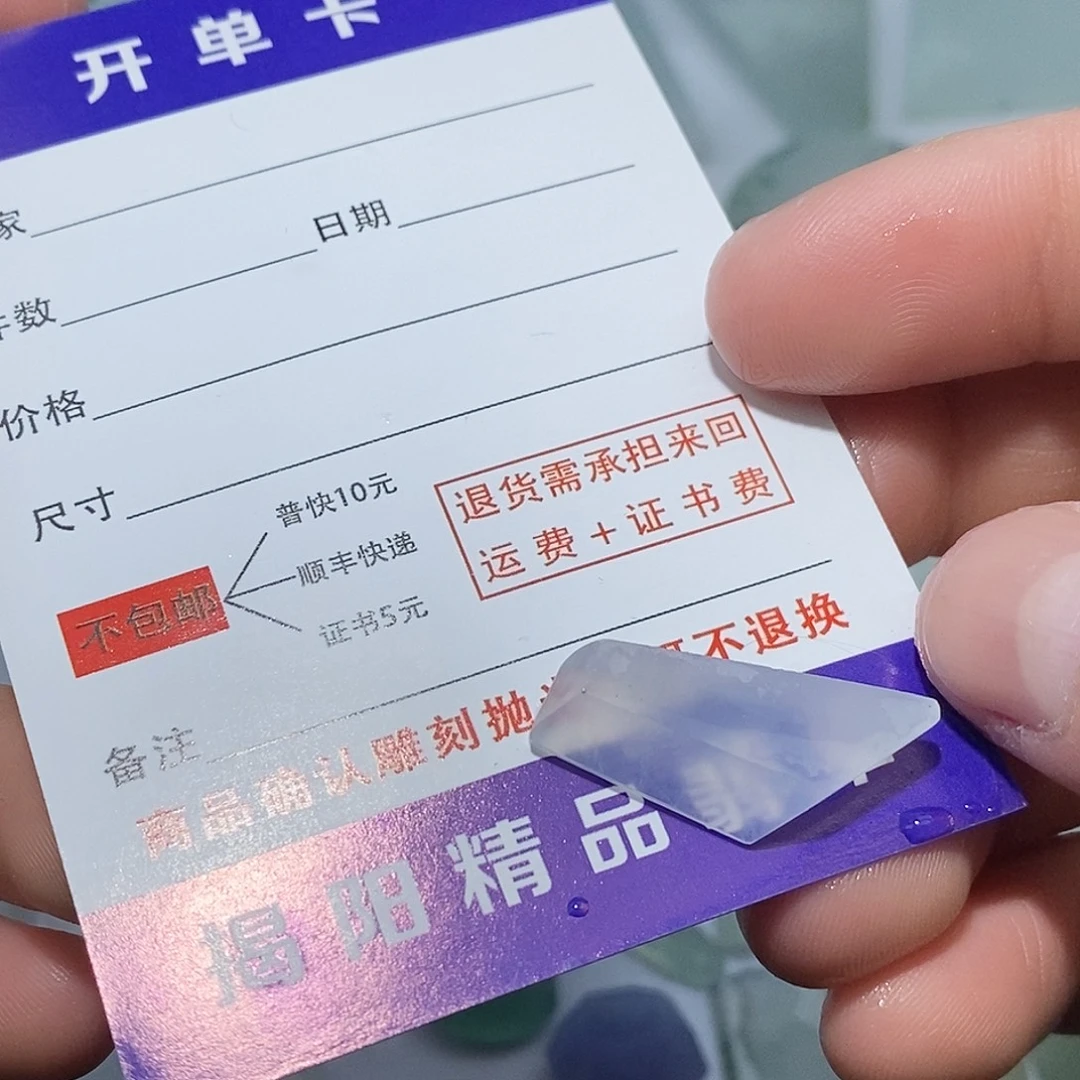 开单卡
家
日期
件数
价格
尺寸
普快10元
顺丰快递
证书5元
不包邮
退货需承担来回
运费+证书费
备注
商品确认雕刻抛 不退换
揭阳精品